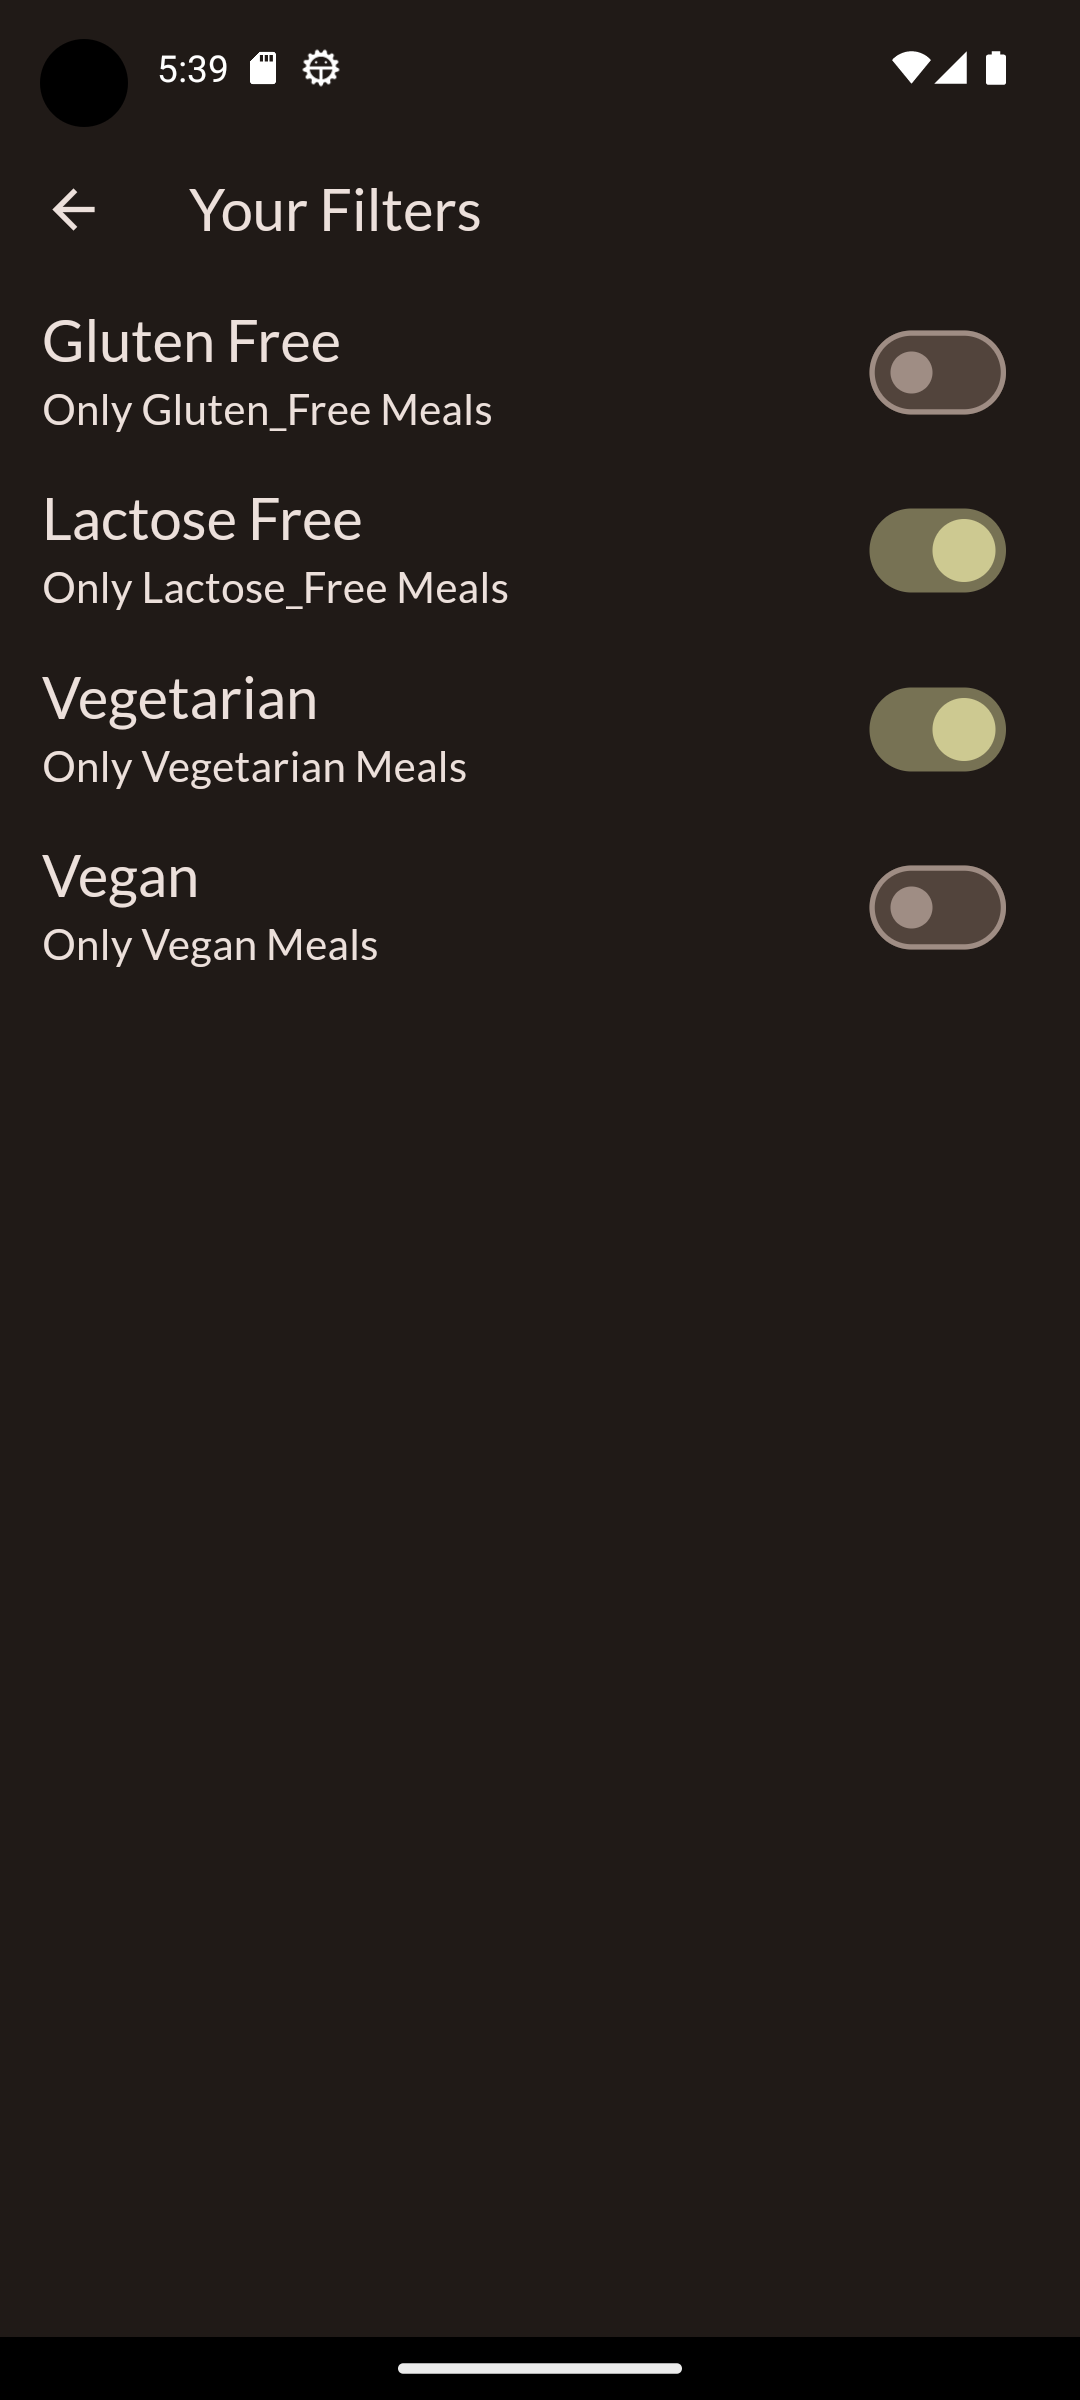 5:39
Your Filters
Gluten Free
Only Gluten_Free Meals
Lactose Free
Only Lactose_Free Meals
Vegetarian
Only Vegetarian Meals
Vegan
Only Vegan Meals